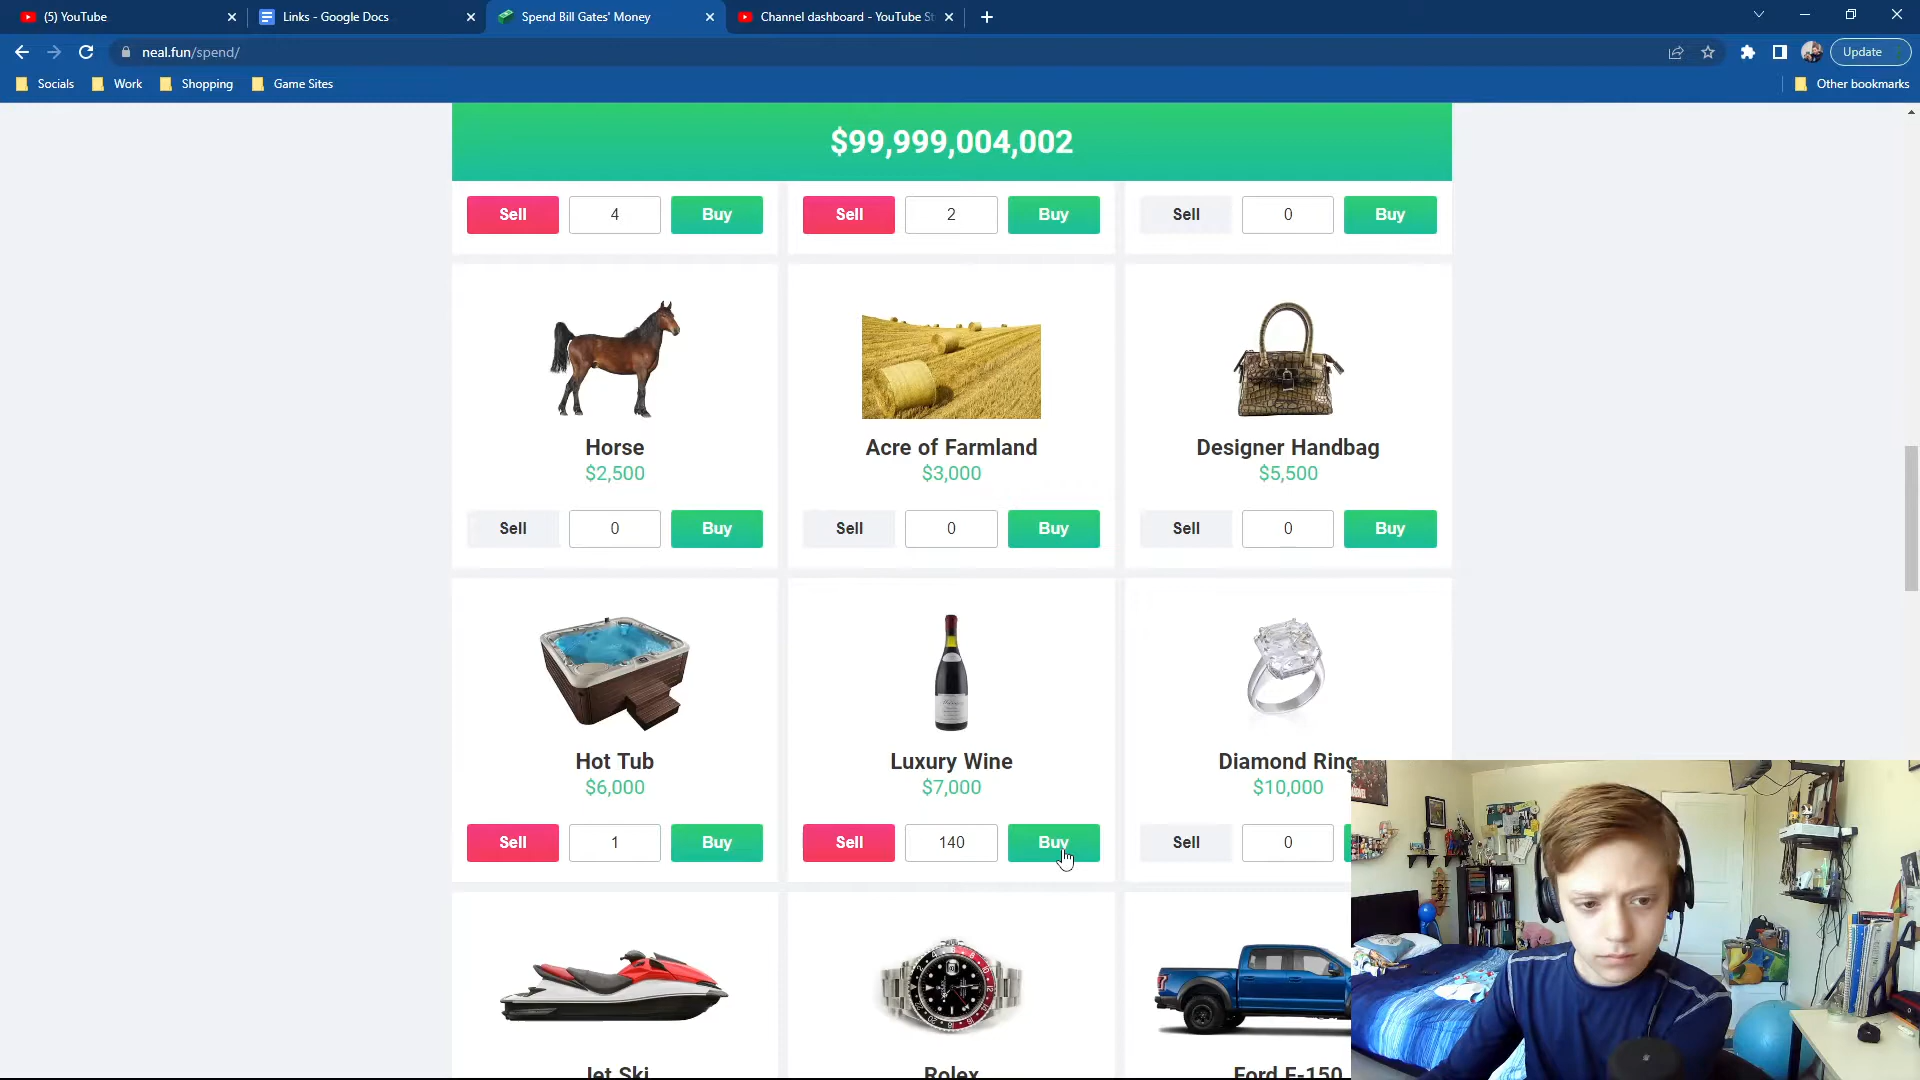 (5) YouTube
Links - Google Docs
Spend Bill Gates' Money
Channel dashboard - YouTube St
neal.fun/spend/
Update
Socials
Work
Shopping
Game Sites
Other bookmarks
$99,999,004,002
Sell 4 Buy
Sell 2 Buy
Sell 0 Buy
Horse
$2,500
Sell 0 Buy
Acre of Farmland
$3,000
Sell 0 Buy
Designer Handbag
$5,500
Sell 0 Buy
Hot Tub
$6,000
Sell 1 Buy
Luxury Wine
$7,000
Sell 140 Buy
Diamond Ring
$10,000
Sell 0
Jet Ski
Rolex
Ford F-150